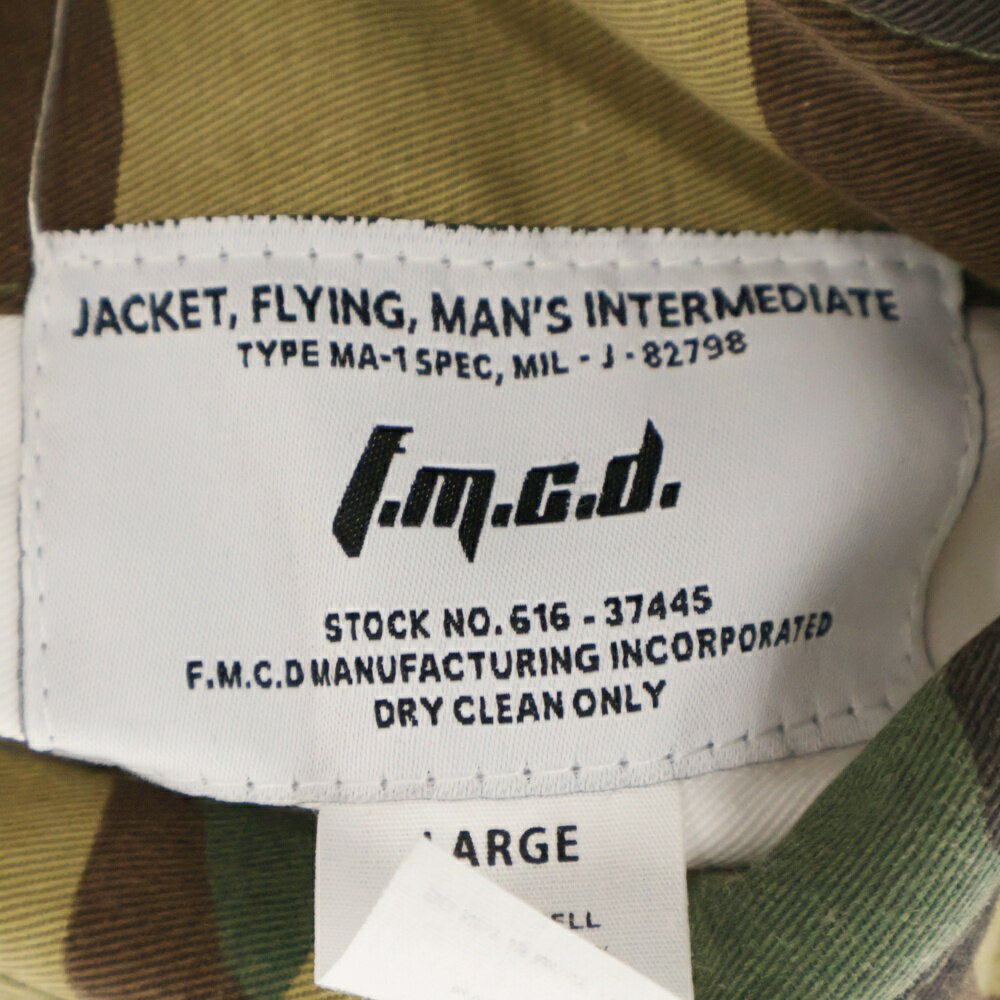 JACKET, FLYING, MAN'S INTERMEDIATE
TYPE MA-1 SPEC, MIL - J - 82798
f.m.c.d.
STOCK NO. 616 - 37445
F.M.C.D MANUFACTURING INCORPORATED
DRY CLEAN ONLY
LARGE